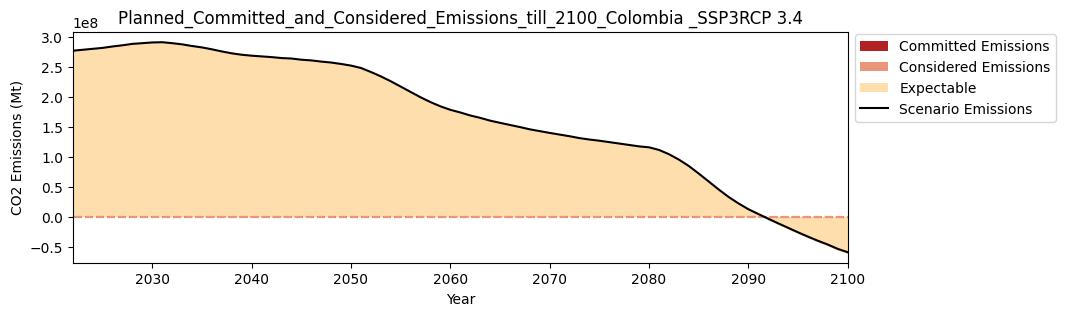 Planned_Committed_and_Considered_Emissions_till_2100_Colombia _SSP3RCP 3.4
1e8
3.0
2.5
2.0
1.5
1.0
0.5
0.0
−0.5
CO2 Emissions (Mt)
2030 2040 2050 2060 2070 2080 2090 2100
Year
Committed Emissions
Considered Emissions
Expectable
Scenario Emissions